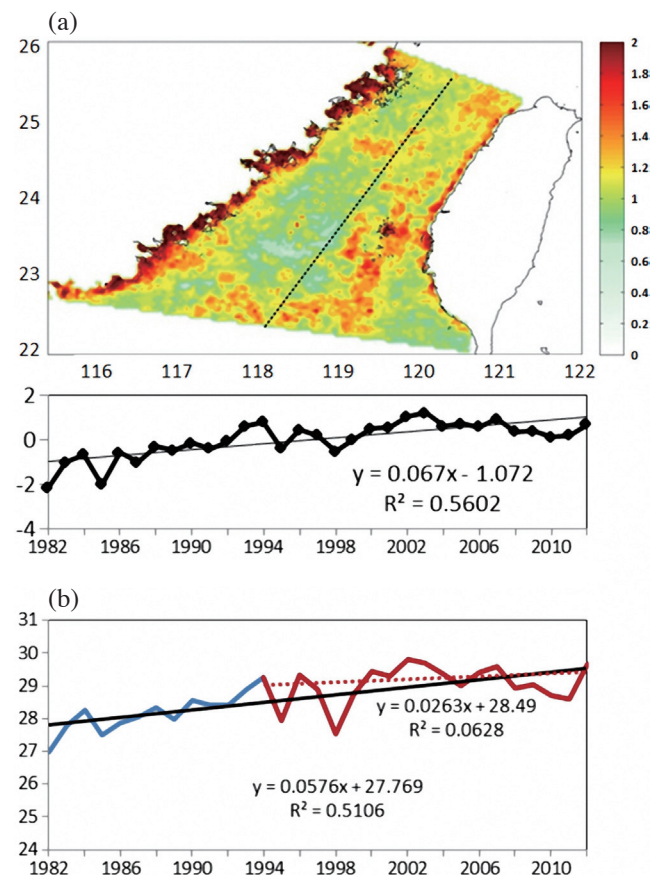 (a)
26
25
24
23
22
116 117 118 119 120 121 122
2
1.8
1.6
1.4
1.2
1
0.8
0.6
0.4
0.2
0
2
0
-2
-4
y = 0.067x - 1.072
R² = 0.5602
1982 1986 1990 1994 1998 2002 2006 2010
(b)
31
30
29
28
27
26
25
24
y = 0.0263x + 28.49
R² = 0.0628
y = 0.0576x + 27.769
R² = 0.5106
1982 1986 1990 1994 1998 2002 2006 2010